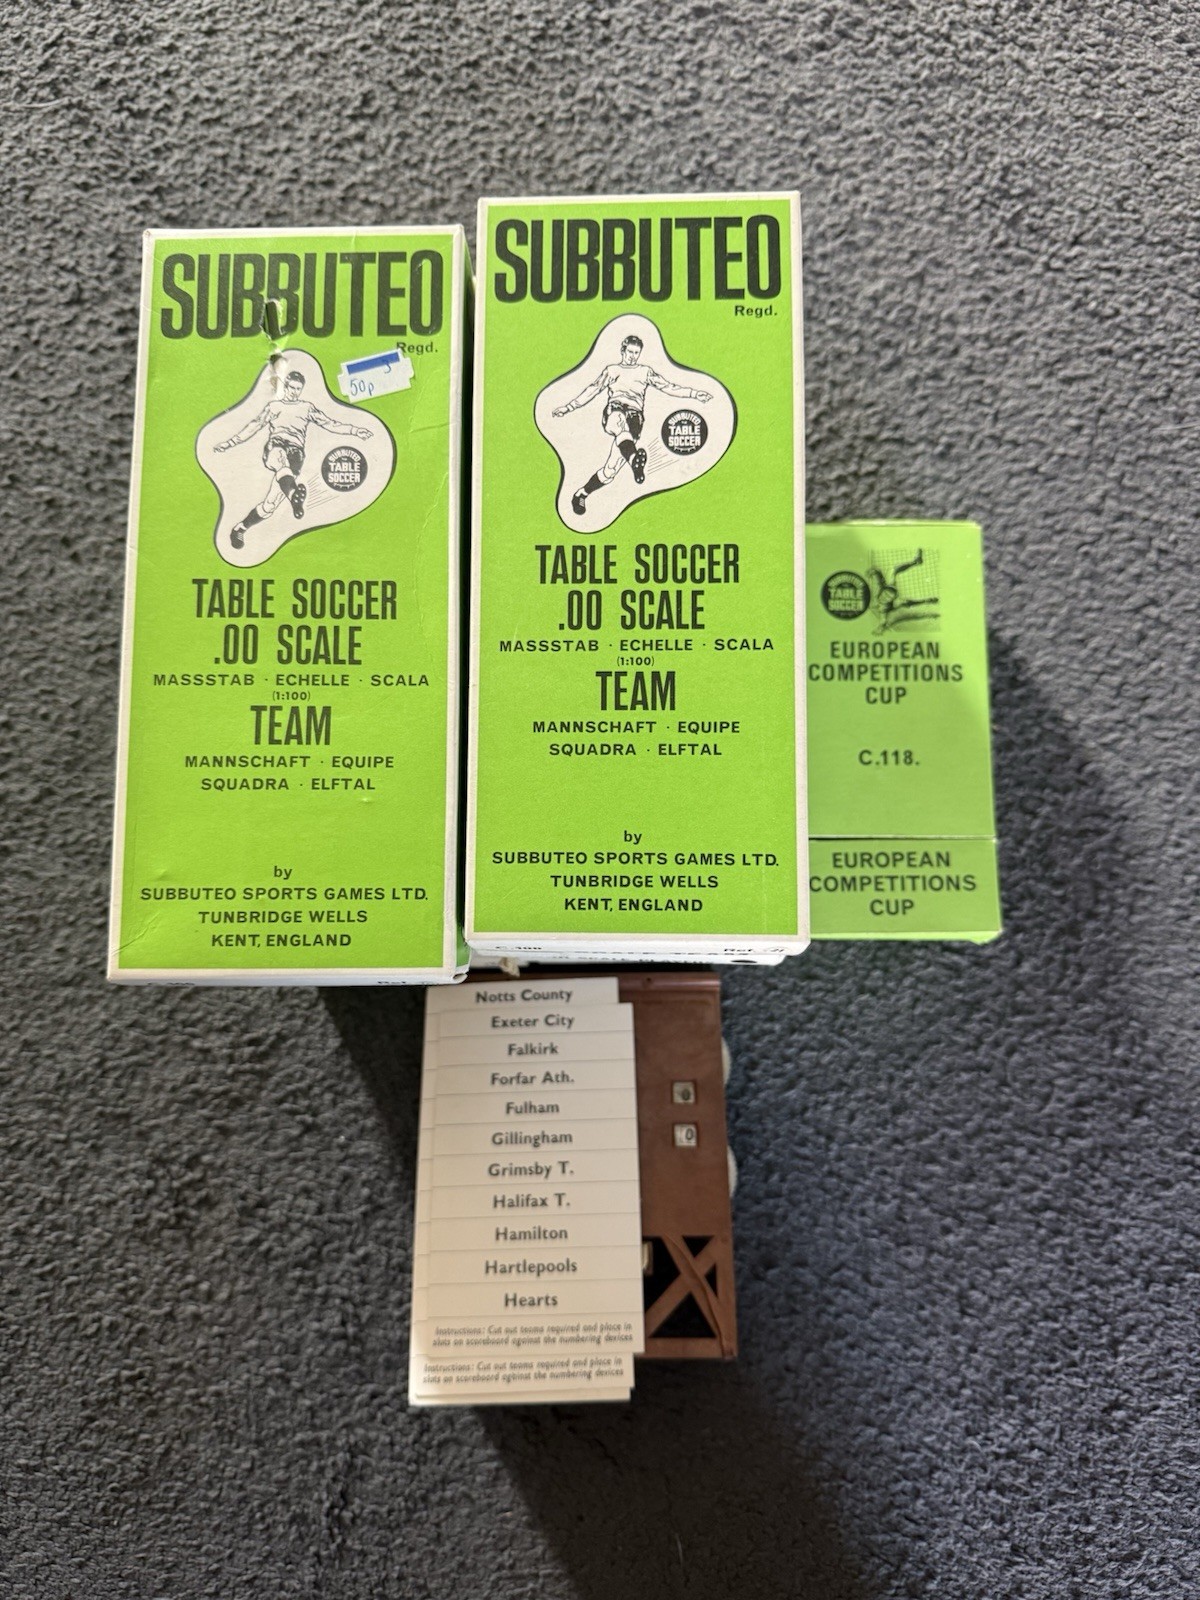 SUBBUTEO
Regd.
50p
SUBBUTEO
TABLE
SOCCER
TABLE SOCCER
.00 SCALE
MASSSTAB · ECHELLE · SCALA
(1:100)
TEAM
MANNSCHAFT · EQUIPE
SQUADRA · ELFTAL
by
SUBBUTEO SPORTS GAMES LTD.
TUNBRIDGE WELLS
KENT, ENGLAND
SUBBUTEO
Regd.
SUBBUTEO
TABLE
SOCCER
TABLE SOCCER
.00 SCALE
MASSSTAB · ECHELLE · SCALA
(1:100)
TEAM
MANNSCHAFT · EQUIPE
SQUADRA · ELFTAL
by
SUBBUTEO SPORTS GAMES LTD.
TUNBRIDGE WELLS
KENT, ENGLAND
TABLE
SOCCER
EUROPEAN
COMPETITIONS
CUP
C.118.
EUROPEAN
COMPETITIONS
CUP
Notts County
Exeter City
Falkirk
Forfar Ath.
Fulham
Gillingham
Grimsby T.
Halifax T.
Hamilton
Hartlepools
Hearts
Instructions: Cut out teams required and place in
slots on scoreboard against the numbering devices
Instructions: Cut out teams required and place in
slots on scoreboard against the numbering devices
0
0